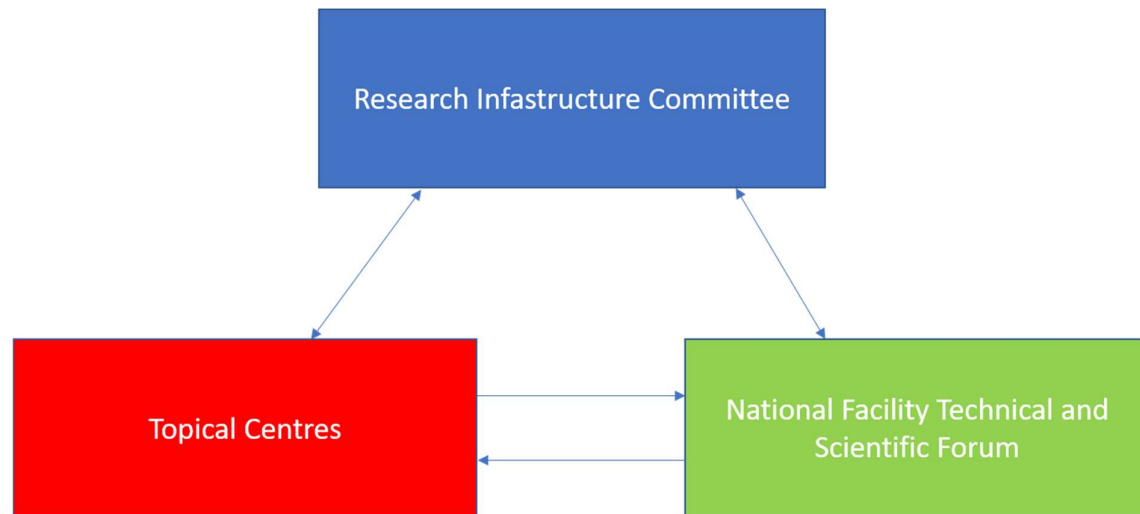 Research Infastructure Committee
Topical Centres
National Facility Technical and
Scientific Forum